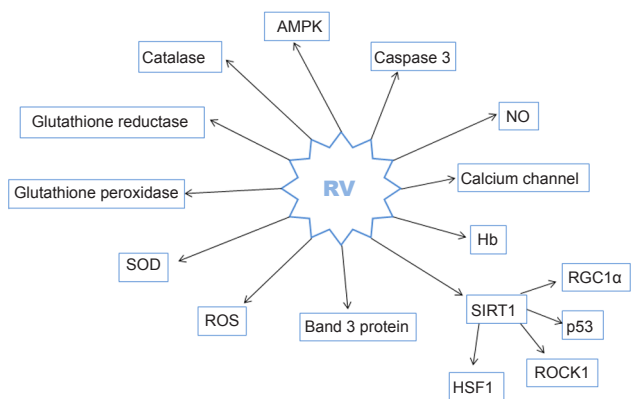 AMPK
Catalase
Caspase 3
Glutathione reductase
NO
RV
Calcium channel
Glutathione peroxidase
Hb
SOD
RGC1α
SIRT1
ROS
Band 3 protein
p53
ROCK1
HSF1